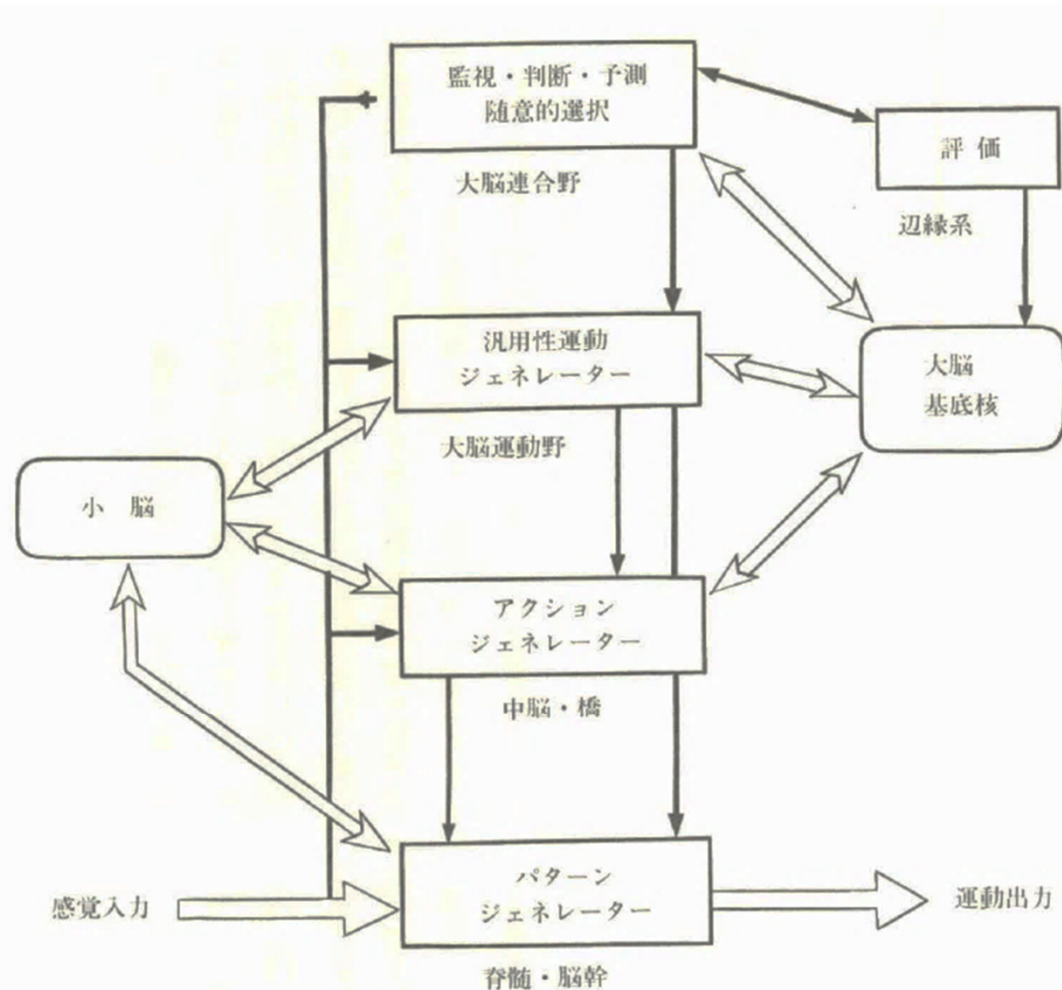 監視・判断・予測
随意的選択
大脳連合野
評価
辺縁系
汎用性運動
ジェネレーター
大脳運動野
大脳
基底核
小脳
アクション
ジェネレーター
中脳・橋
パターン
ジェネレーター
感覚入力
運動出力
脊髄・脳幹